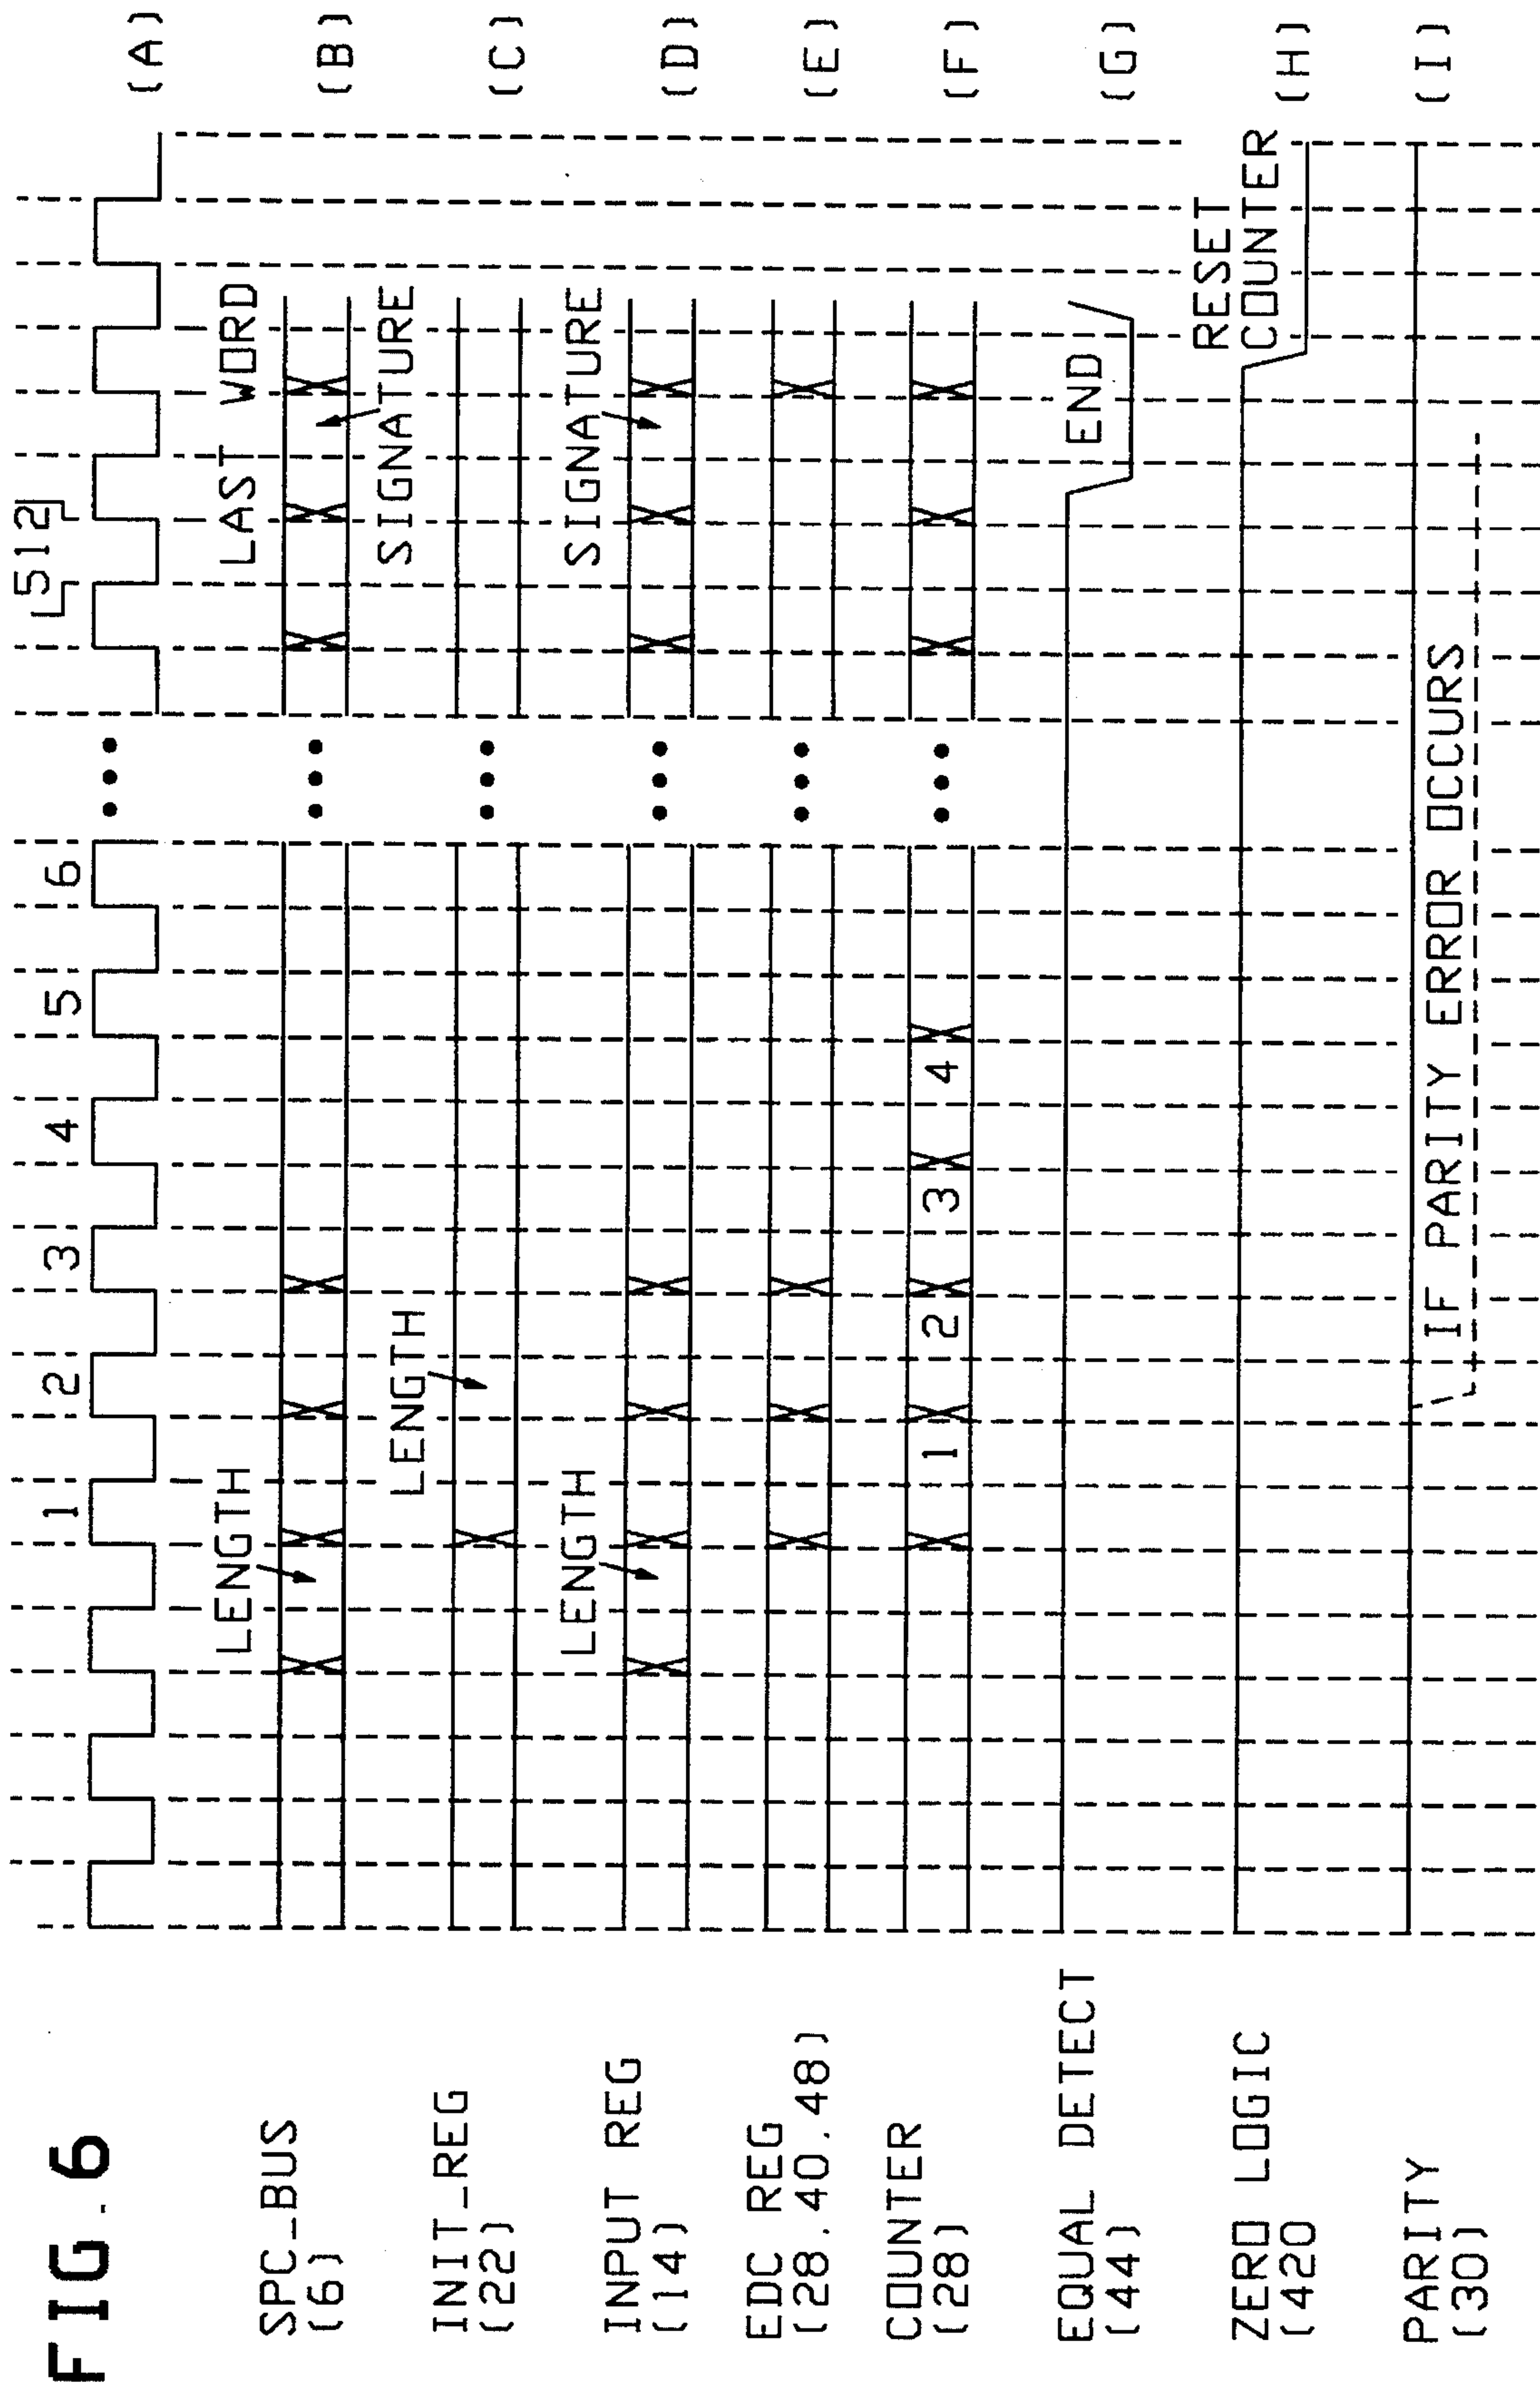 FIG. 6
1 2 3 4 5 6 512
(A)
SPC_BUS
(6)
LENGTH
LAST WORD
SIGNATURE
(B)
INIT_REG
(22)
LENGTH
(C)
INPUT REG
(14)
LENGTH
SIGNATURE
(D)
EDC REG
(28.40.48)
(E)
COUNTER
(28)
1 2 3 4
(F)
EQUAL DETECT
(44)
END
(G)
ZERO LOGIC
(420
RESET
COUNTER
(H)
PARITY
(30)
IF PARITY ERROR OCCURS
(I)